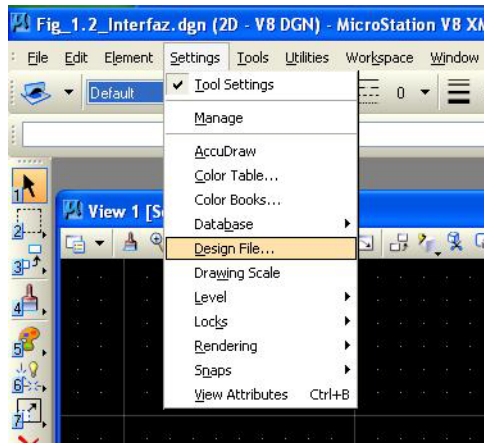 Fig_1.2_Interfaz.dgn (2D - V8 DGN) - MicroStation V8 XM
File Edit Element Settings Tools Utilities Workspace Window
Default
0
Tool Settings
Manage
AccuDraw
Color Table...
Color Books...
Database
Design File...
Drawing Scale
Level
Locks
Rendering
Snaps
View Attributes Ctrl+B
View 1
1
2
3
4
5
6
7